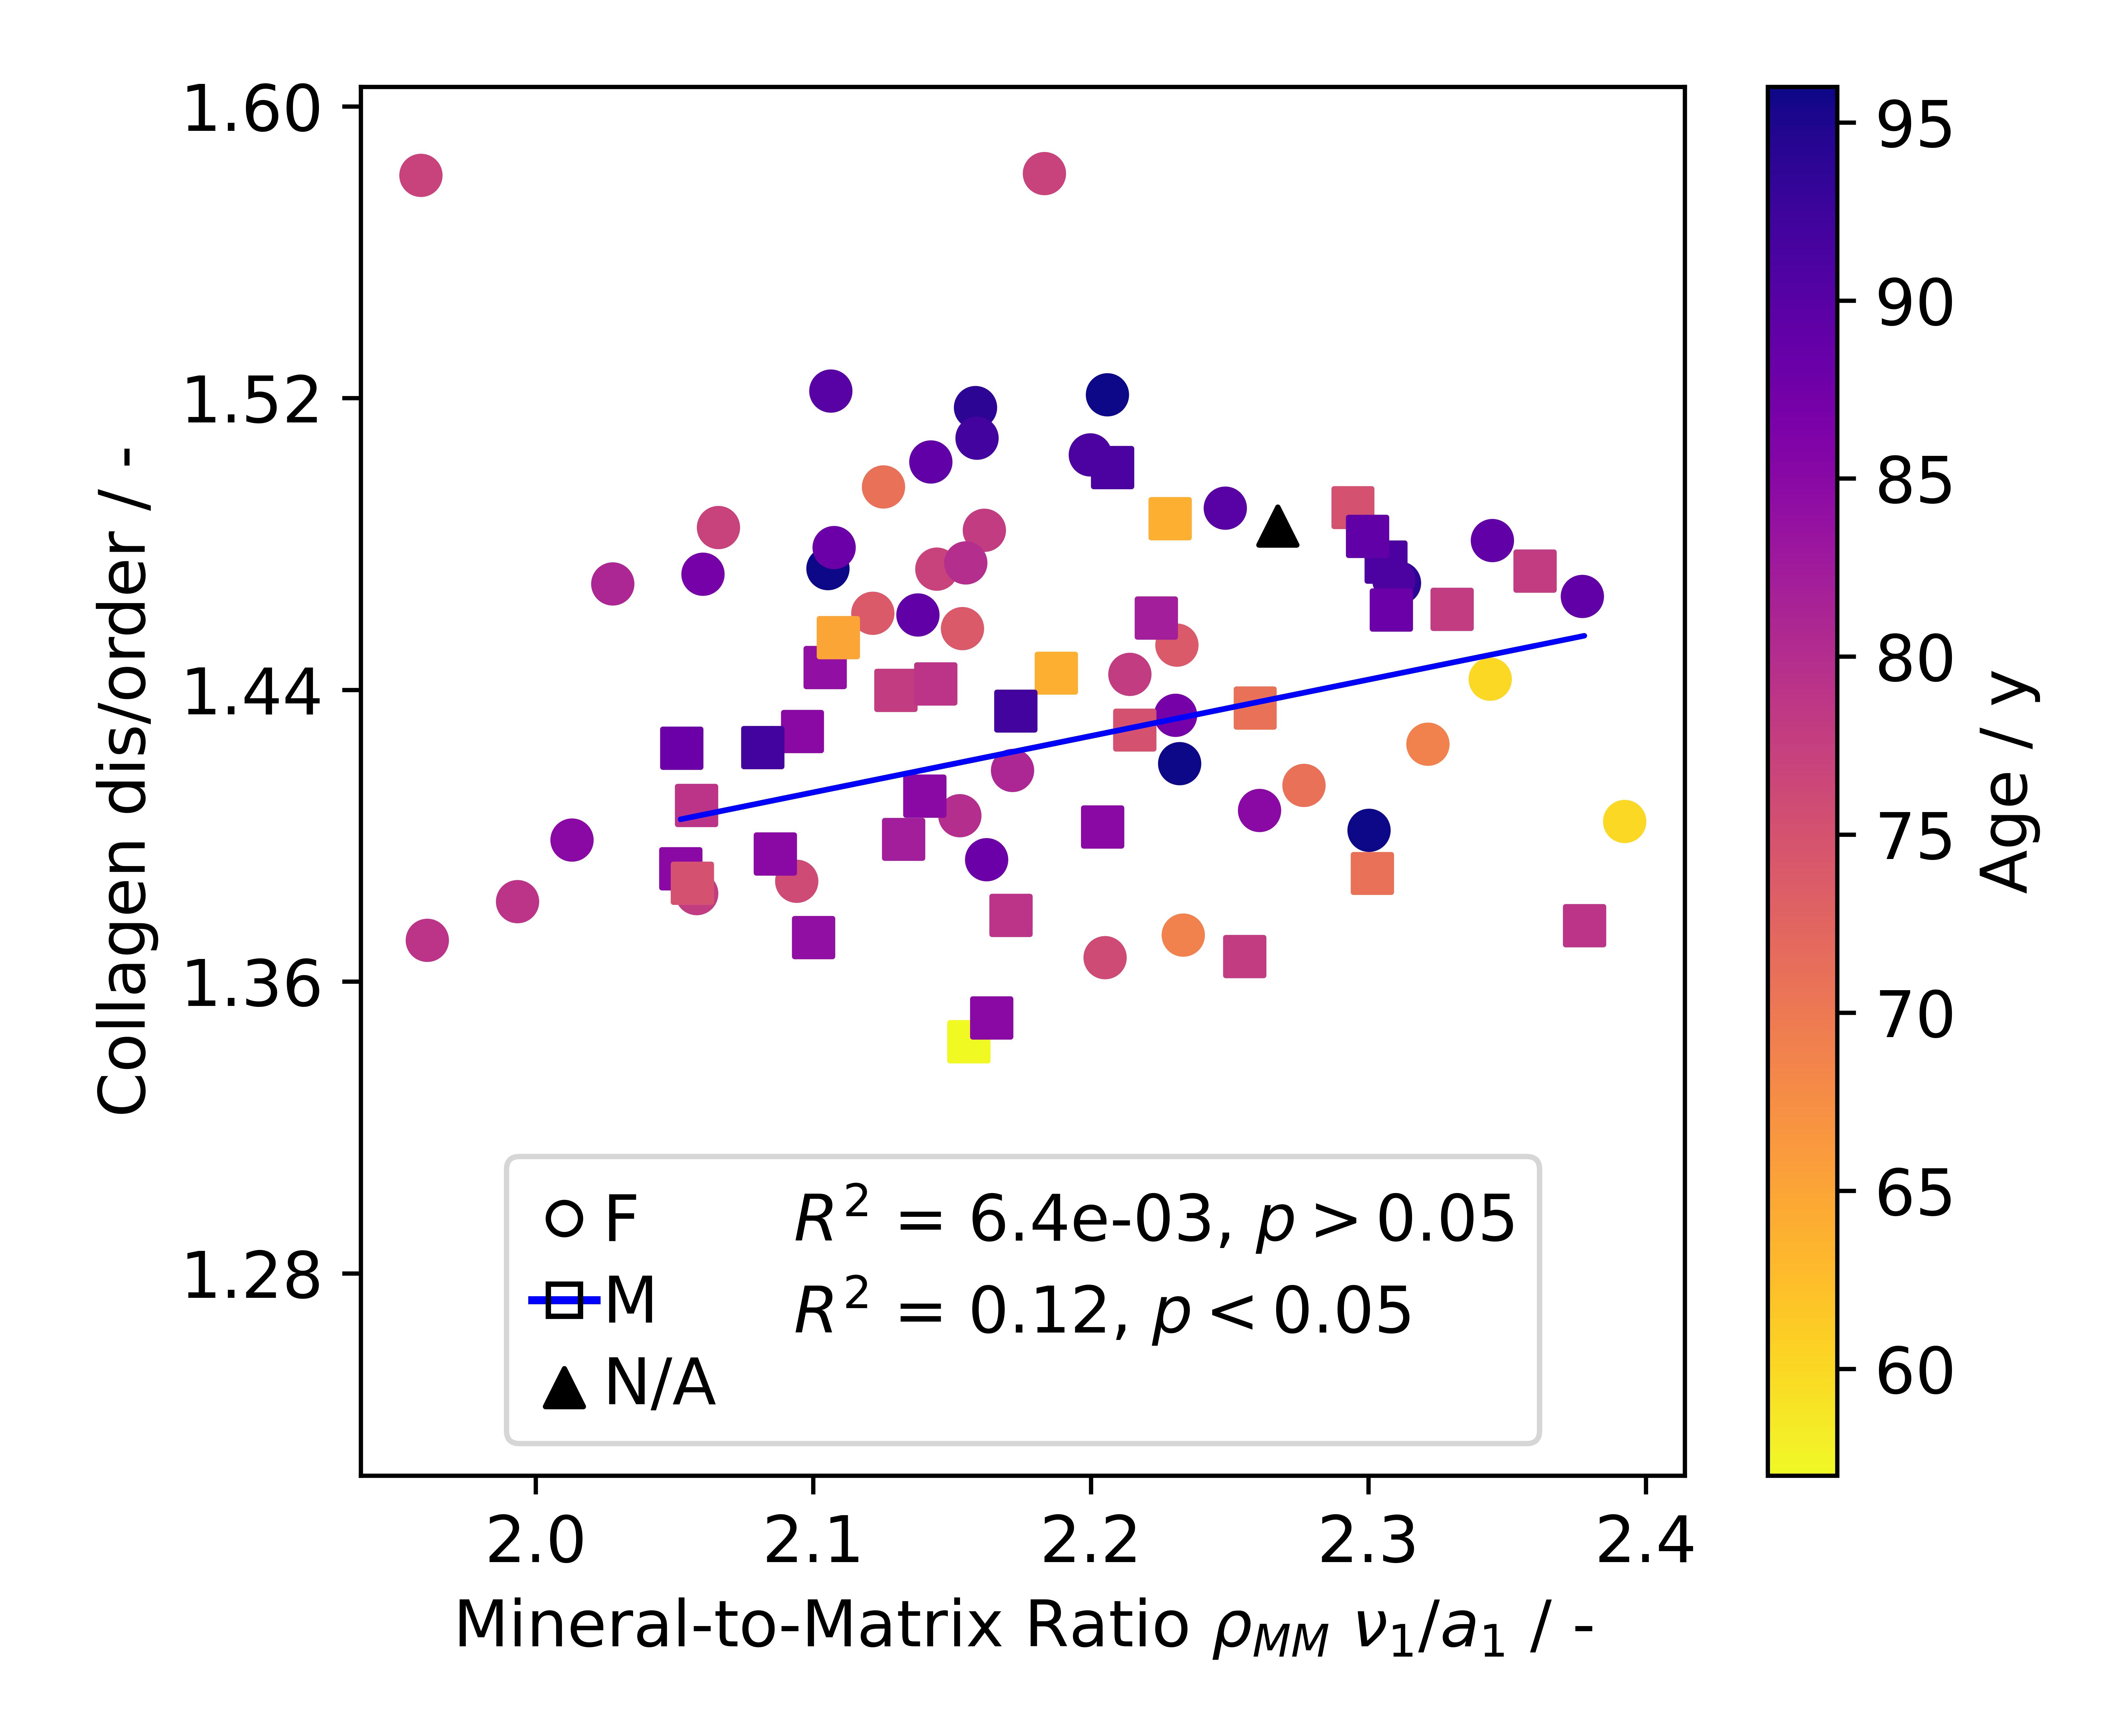 1.60
1.52
1.44
1.36
1.28
Collagen dis/order / -
2.0 2.1 2.2 2.3 2.4
Mineral-to-Matrix Ratio ρMM ν1/a1 / -
F R² = 6.4e-03, p > 0.05
M R² = 0.12, p < 0.05
N/A
95
90
85
80
75
70
65
60
Age / y